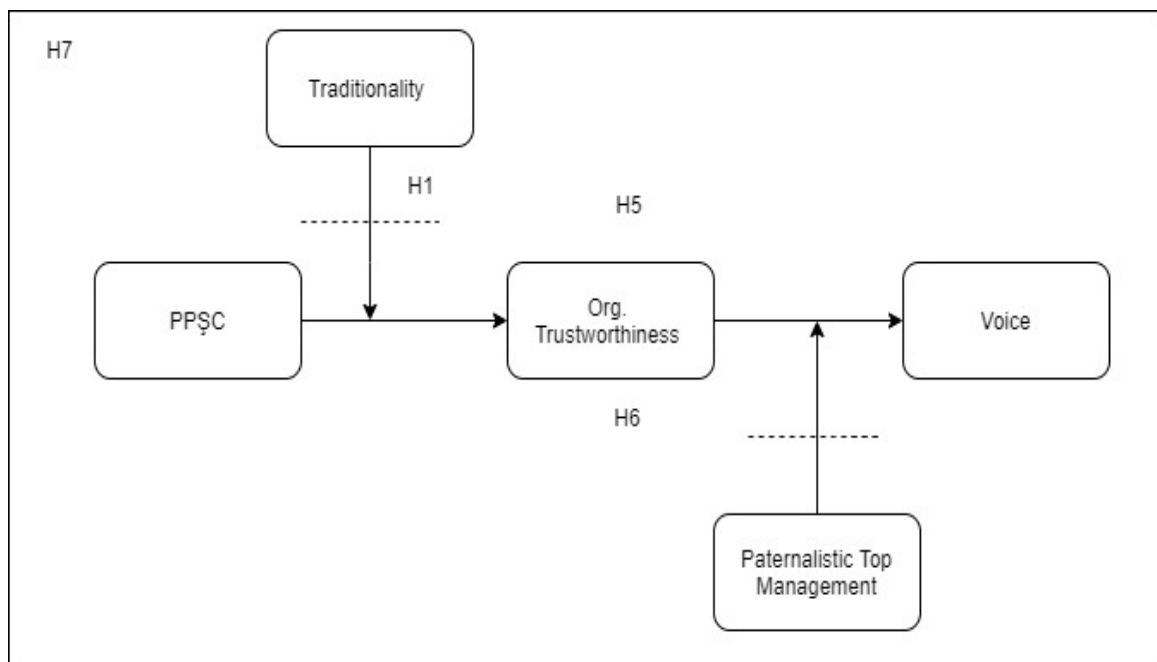 H7
Traditionality
H1
H5
PPŞC
Org.
Trustworthiness
Voice
H6
Paternalistic Top
Management